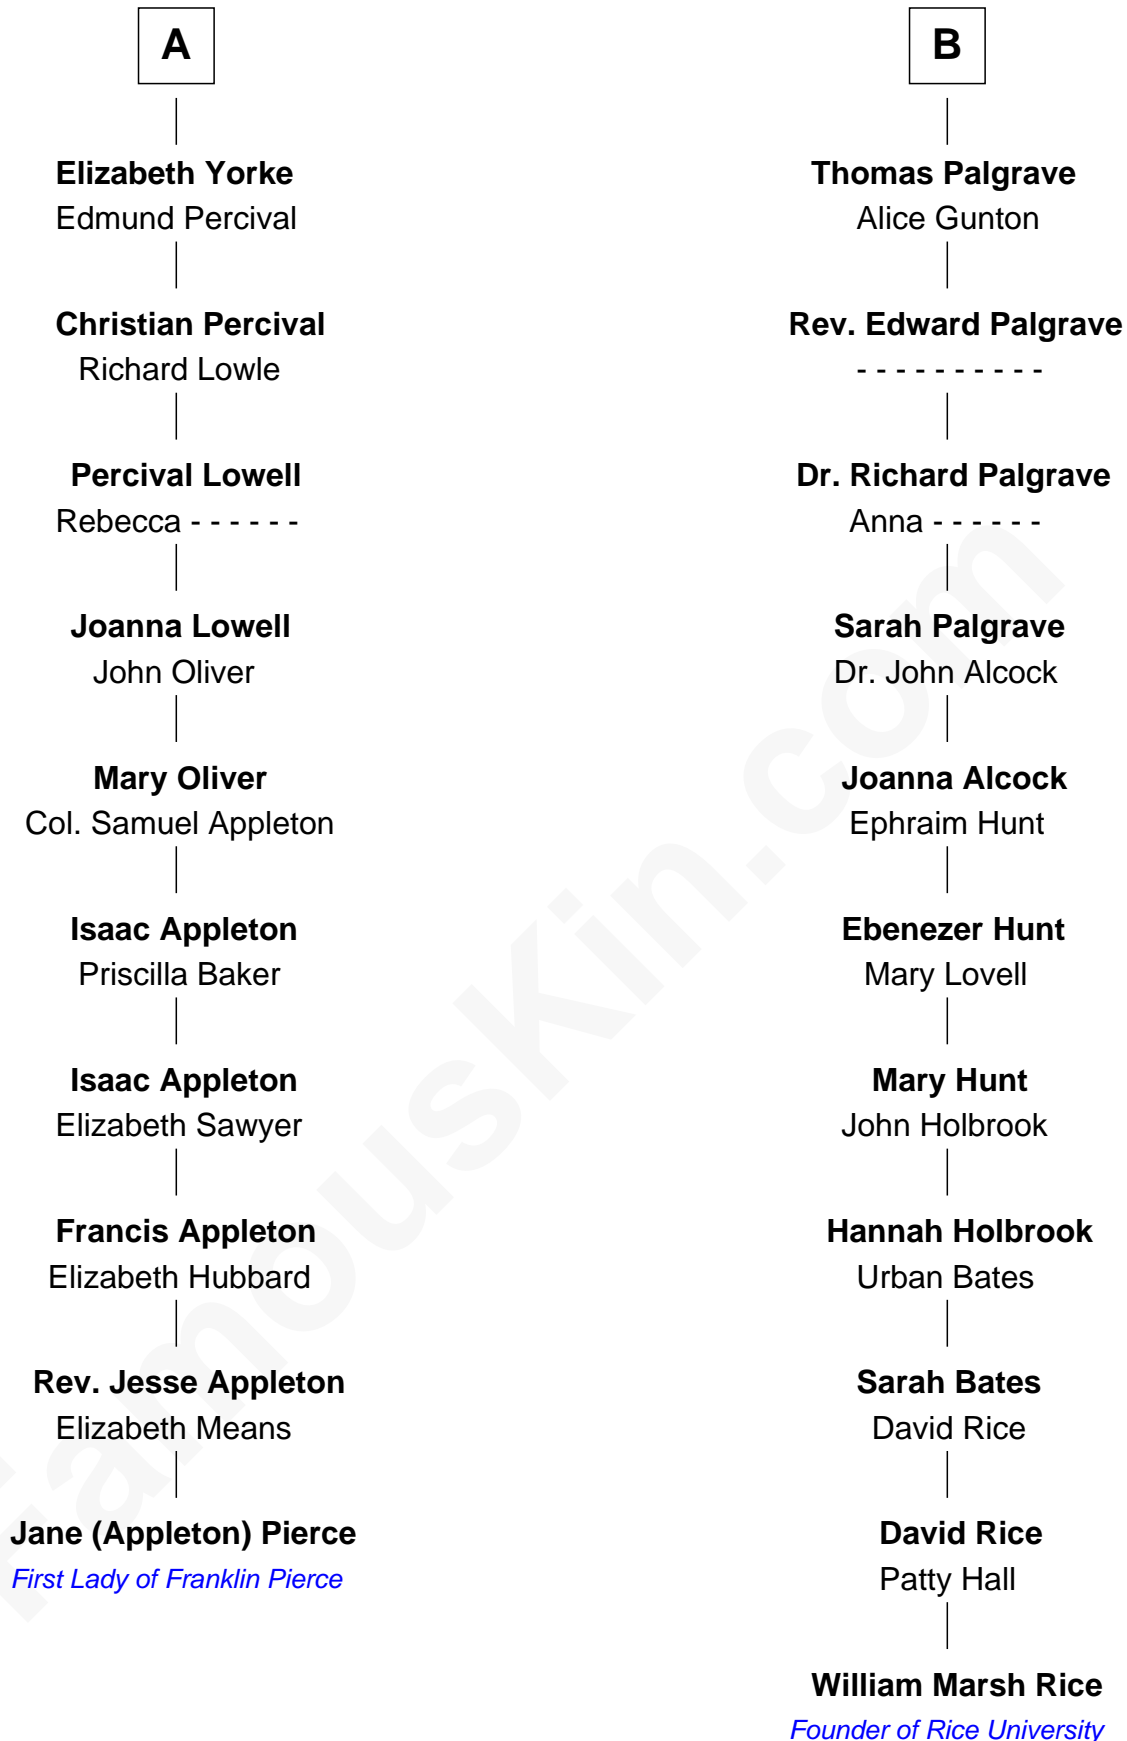 A
Elizabeth Yorke
Edmund Percival
Christian Percival
Richard Lowle
Percival Lowell
Rebecca - - - - - -
Joanna Lowell
John Oliver
Mary Oliver
Col. Samuel Appleton
Isaac Appleton
Priscilla Baker
Isaac Appleton
Elizabeth Sawyer
Francis Appleton
Elizabeth Hubbard
Rev. Jesse Appleton
Elizabeth Means
Jane (Appleton) Pierce
First Lady of Franklin Pierce
B
Thomas Palgrave
Alice Gunton
Rev. Edward Palgrave
- - - - - - - - - -
Dr. Richard Palgrave
Anna - - - - - -
Sarah Palgrave
Dr. John Alcock
Joanna Alcock
Ephraim Hunt
Ebenezer Hunt
Mary Lovell
Mary Hunt
John Holbrook
Hannah Holbrook
Urban Bates
Sarah Bates
David Rice
David Rice
Patty Hall
William Marsh Rice
Founder of Rice University
FamousKin.com